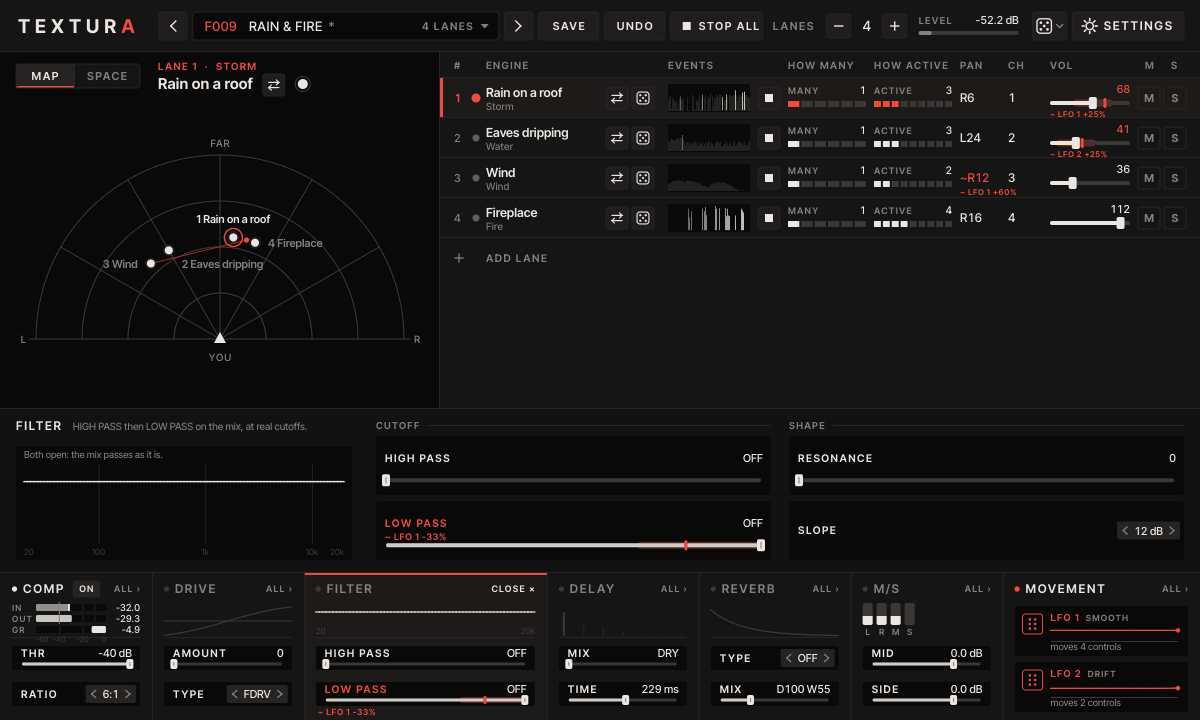 TEXTURA
F009 RAIN & FIRE *
4 LANES
SAVE
UNDO
STOP ALL
LANES
4
LEVEL
-52.2 dB
SETTINGS
MAP
SPACE
LANE 1 · STORM
Rain on a roof
FAR
1 Rain on a roof
4 Fireplace
3 Wind
2 Eaves dripping
L
R
YOU
# ENGINE EVENTS HOW MANY HOW ACTIVE PAN CH VOL M S
1 Rain on a roof MANY 1 ACTIVE 3 R6 1 68 M S
Storm
~ LFO 1 +25%
2 Eaves dripping MANY 1 ACTIVE 3 L24 2 41 M S
Water
~ LFO 2 +25%
3 Wind MANY 1 ACTIVE 2 ~R12 3 36 M S
Wind
~ LFO 1 +60%
4 Fireplace MANY 1 ACTIVE 4 R16 4 112 M S
Fire
+ ADD LANE
FILTER HIGH PASS then LOW PASS on the mix, at real cutoffs.
Both open: the mix passes as it is.
20 100 1k 10k 20k
CUTOFF
HIGH PASS OFF
LOW PASS OFF
~ LFO 1 -33%
SHAPE
RESONANCE 0
SLOPE < 12 dB >
COMP ON ALL ›
IN -32.0
OUT -29.3
GR -4.9
-60 -40 -20 0
THR -40 dB
RATIO < 6:1 >
DRIVE ALL ›
AMOUNT 0
TYPE < FDRV >
FILTER CLOSE ×
20 20k
HIGH PASS OFF
LOW PASS OFF
~ LFO 1 -33%
DELAY ALL ›
MIX DRY
TIME 229 ms
REVERB ALL ›
TYPE < OFF >
MIX D100 W55
M/S ALL ›
L R M S
MID 0.0 dB
SIDE 0.0 dB
MOVEMENT ALL ›
LFO 1 SMOOTH
moves 4 controls
LFO 2 DRIFT
moves 2 controls